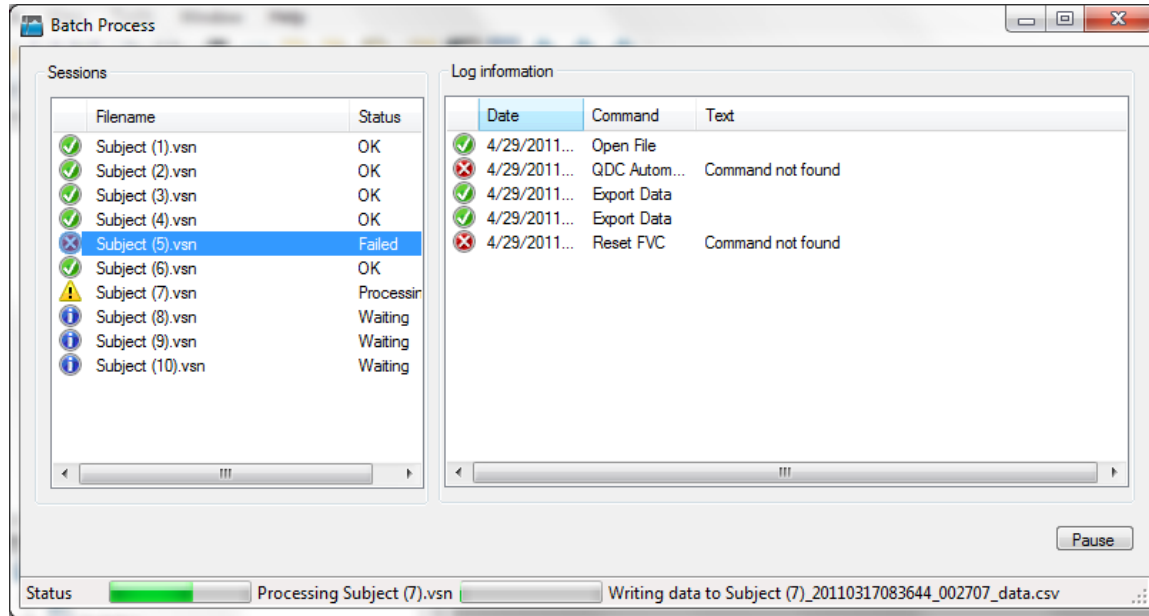 Batch Process
Sessions
Filename Status
Subject (1).vsn OK
Subject (2).vsn OK
Subject (3).vsn OK
Subject (4).vsn OK
Subject (5).vsn Failed
Subject (6).vsn OK
Subject (7).vsn Processin
Subject (8).vsn Waiting
Subject (9).vsn Waiting
Subject (10).vsn Waiting
Log information
Date Command Text
4/29/2011... Open File
4/29/2011... QDC Autom... Command not found
4/29/2011... Export Data
4/29/2011... Export Data
4/29/2011... Reset FVC Command not found
Pause
Status Processing Subject (7).vsn Writing data to Subject (7)_20110317083644_002707_data.csv